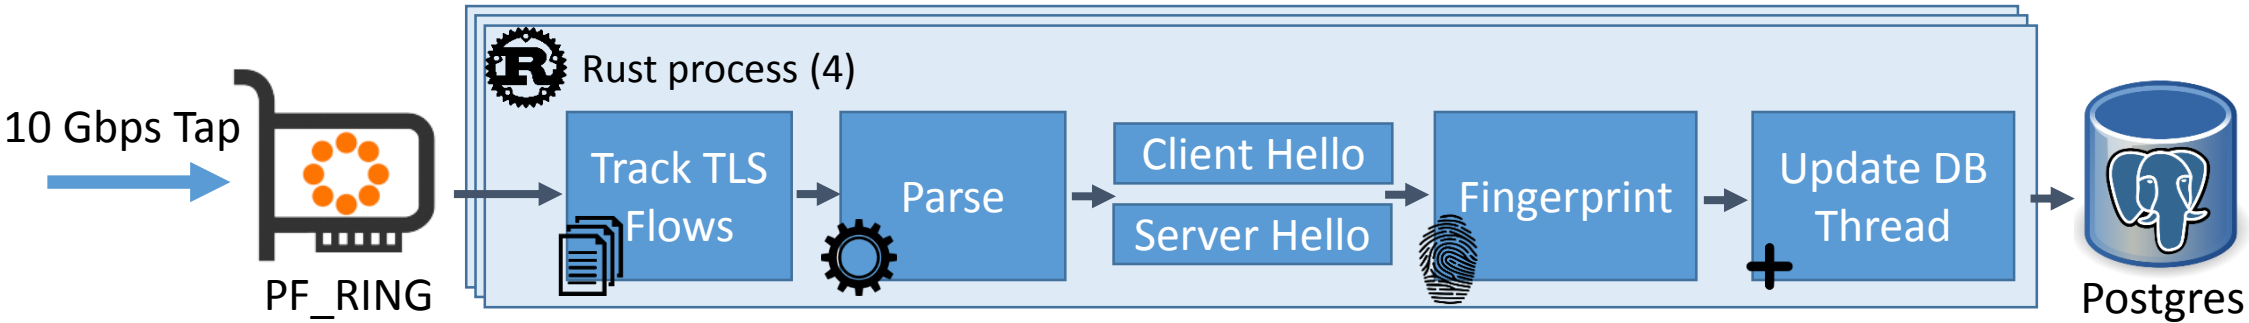 10 Gbps Tap
PF_RING
Rust process (4)
Track TLS
Flows
Parse
Client Hello
Server Hello
Fingerprint
Update DB
Thread
Postgres